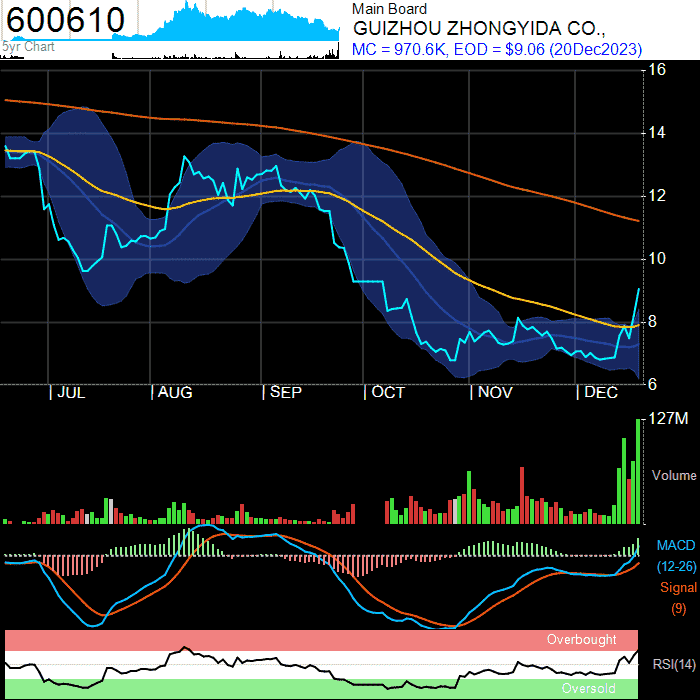 600610
5yr Chart
Main Board
GUIZHOU ZHONGYIDA CO.,
MC = 970.6K, EOD = $9.06 (20Dec2023)
16
14
12
10
8
6
| JUL | AUG | SEP | OCT | NOV | DEC
127M
Volume
MACD
(12-26)
Signal
(9)
Overbought
RSI(14)
Oversold